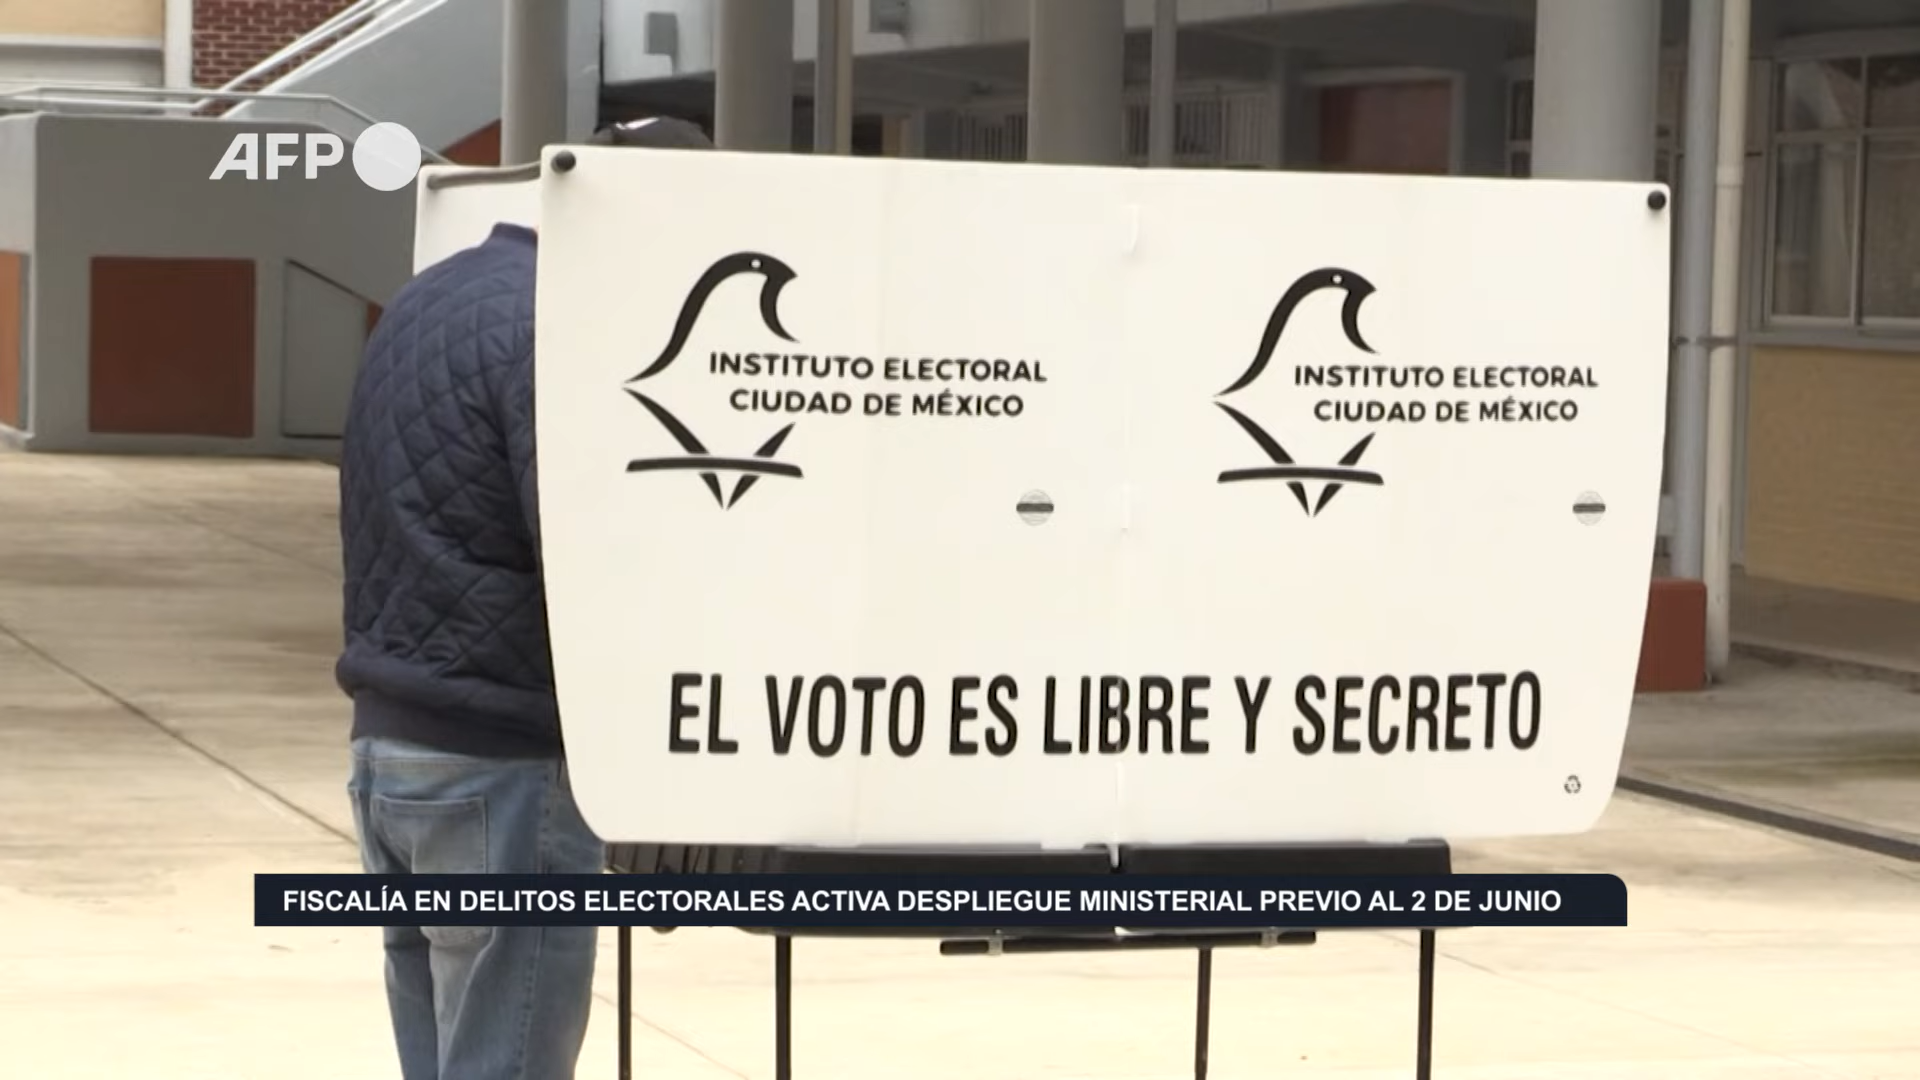 AFP
INSTITUTO ELECTORAL
CIUDAD DE MÉXICO
INSTITUTO ELECTORAL
CIUDAD DE MÉXICO
EL VOTO ES LIBRE Y SECRETO
FISCALÍA EN DELITOS ELECTORALES ACTIVA DESPLIEGUE MINISTERIAL PREVIO AL 2 DE JUNIO